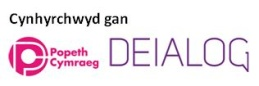 Cynhyrchwyd gan
Popeth Cymraeg
DEIALOG